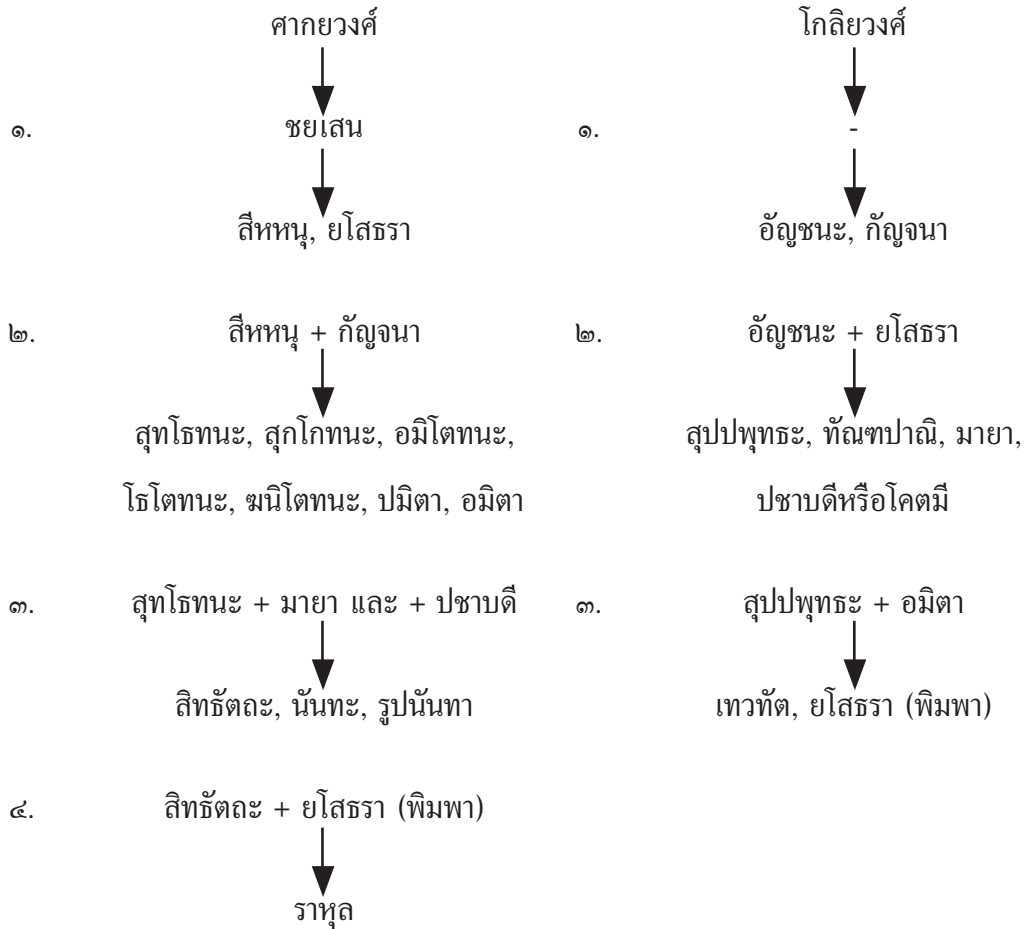 ศากยวงศ์ โกลิยวงศ์
๑. ชยเสน ๑. -
สีหหนุ, ยโสธรา อัญชนะ, กัญจนา
๒. สีหหนุ + กัญจนา ๒. อัญชนะ + ยโสธรา
สุทโธทนะ, สุกโกทนะ, อมิโตทนะ, สุปปพุทธะ, ทัณฑปาณิ, มายา,
โธโตทนะ, ฆนิโตทนะ, ปมิตา, อมิตา ปชาบดีหรือโคตมี
๓. สุทโธทนะ + มายา และ + ปชาบดี ๓. สุปปพุทธะ + อมิตา
สิทธัตถะ, นันทะ, รูปนันทา เทวทัต, ยโสธรา (พิมพา)
๔. สิทธัตถะ + ยโสธรา (พิมพา)
ราหุล